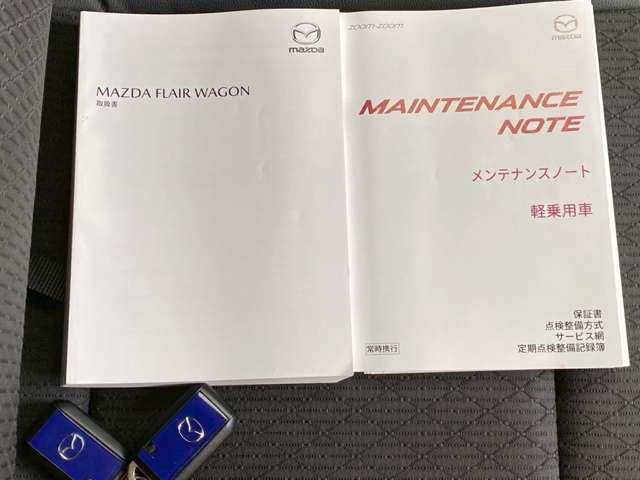 mazda
MAZDA FLAIR WAGON
取扱書
zoom-zoom
mazda
MAINTENANCE
NOTE
メンテナンスノート
軽乗用車
保証書
点検整備方式
サービス網
定期点検整備記録簿
常時携行